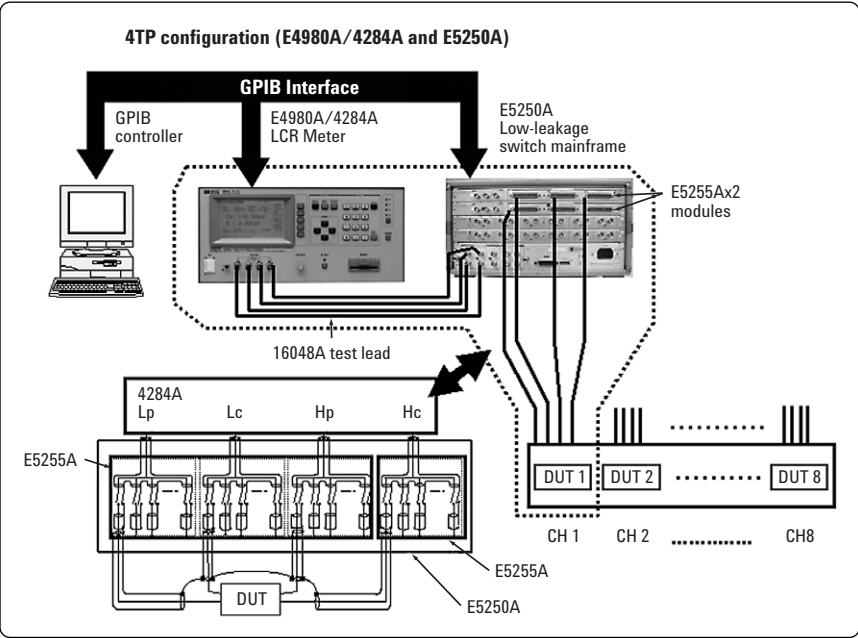 4TP configuration (E4980A/4284A and E5250A)
GPIB Interface
GPIB
controller
E4980A/4284A
LCR Meter
E5250A
Low-leakage
switch mainframe
E5255Ax2
modules
16048A test lead
4284A
Lp Lc Hp Hc
E5255A
DUT 1 DUT 2 DUT 8
CH 1 CH 2 CH8
E5255A
DUT
E5250A